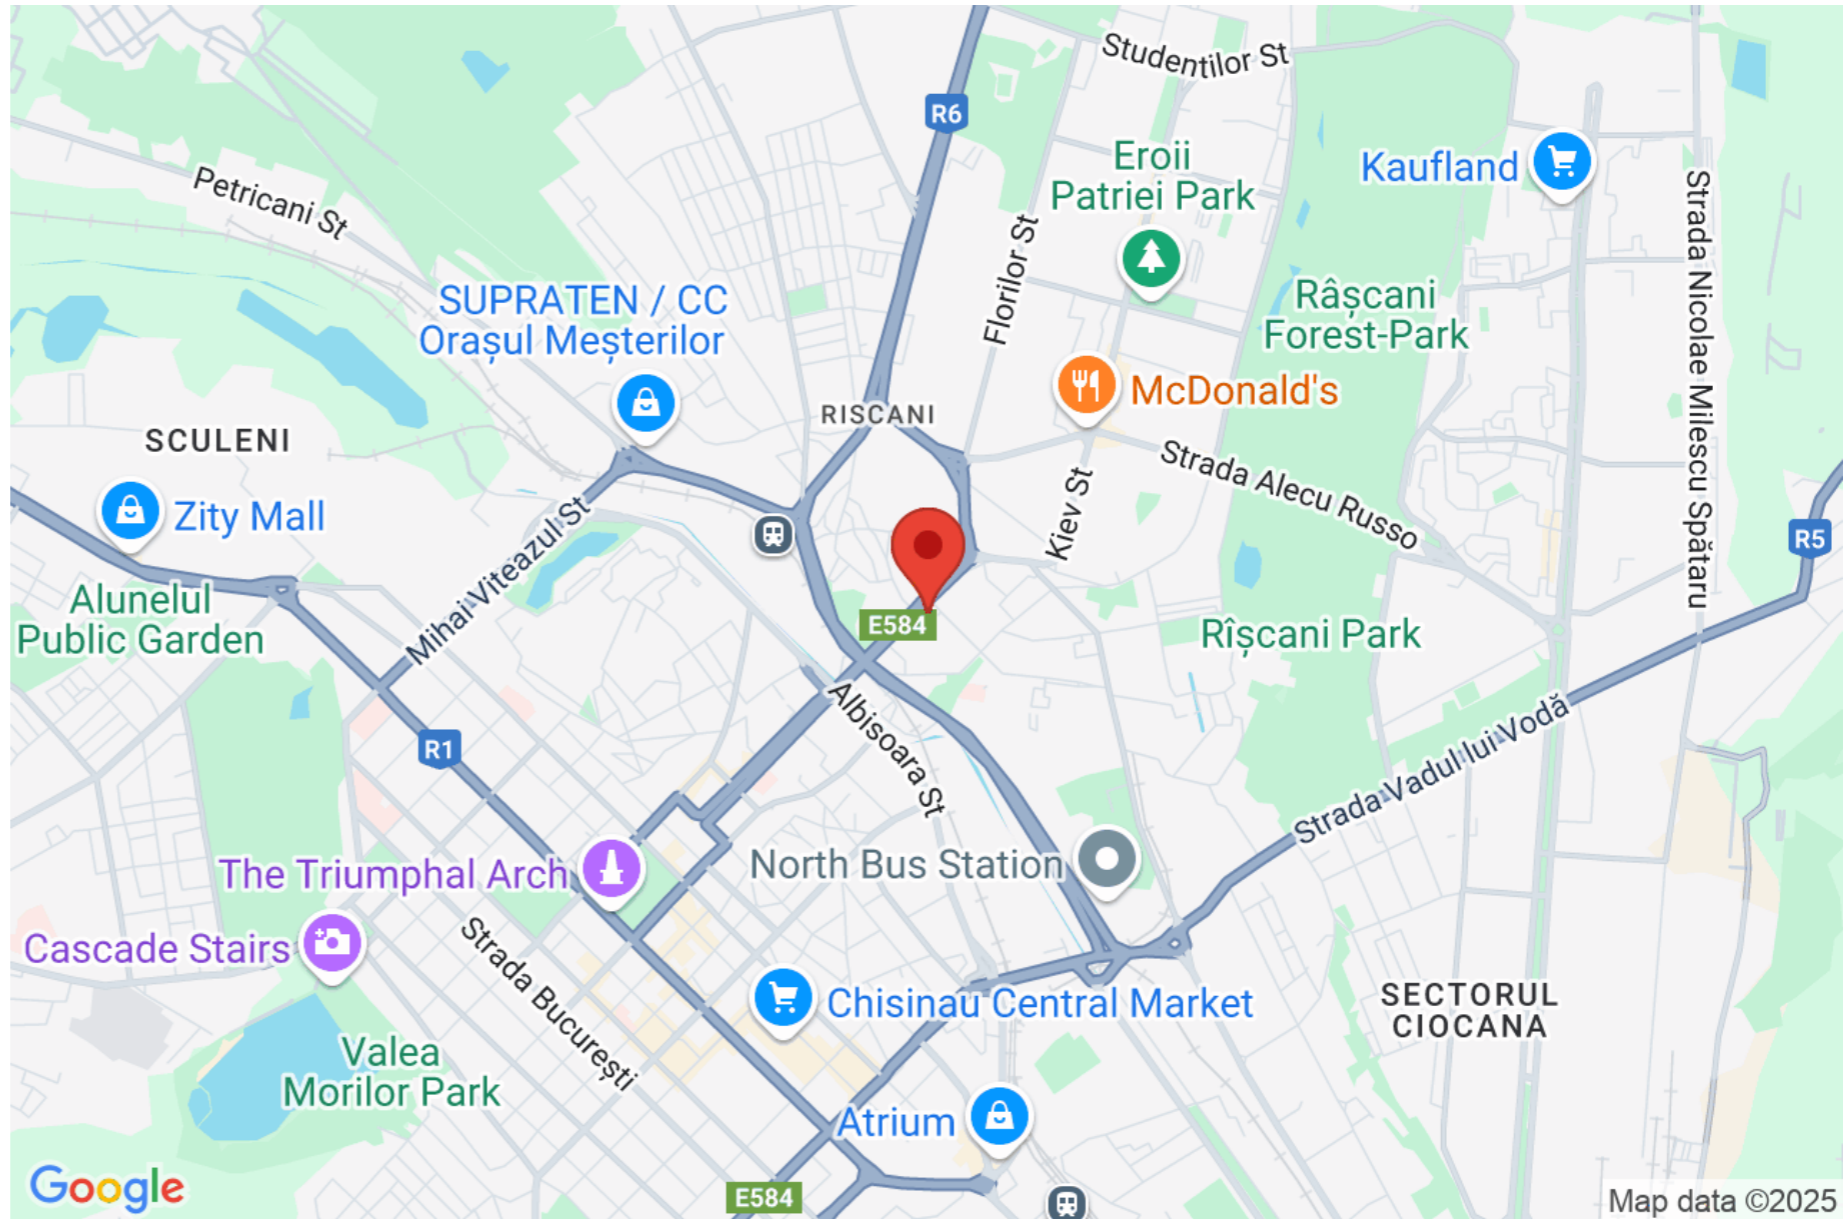 Studentilor St
R6
Eroii
Patriei Park
Kaufland
Petricani St
Strada Nicolae Milescu Spătaru
Florilor St
SUPRATEN / CC
Orașul Meșterilor
Râșcani
Forest-Park
McDonald's
RISCANI
SCULENI
Strada Alecu Russo
Zity Mall
Mihai Viteazul St
Kiev St
R5
Alunelul
Public Garden
E584
Rîșcani Park
Albisoara St
R1
Strada Vadul lui Vodă
The Triumphal Arch
North Bus Station
Cascade Stairs
Strada București
Chisinau Central Market
SECTORUL
CIOCANA
Valea
Morilor Park
Atrium
Google
E584
Map data ©2025